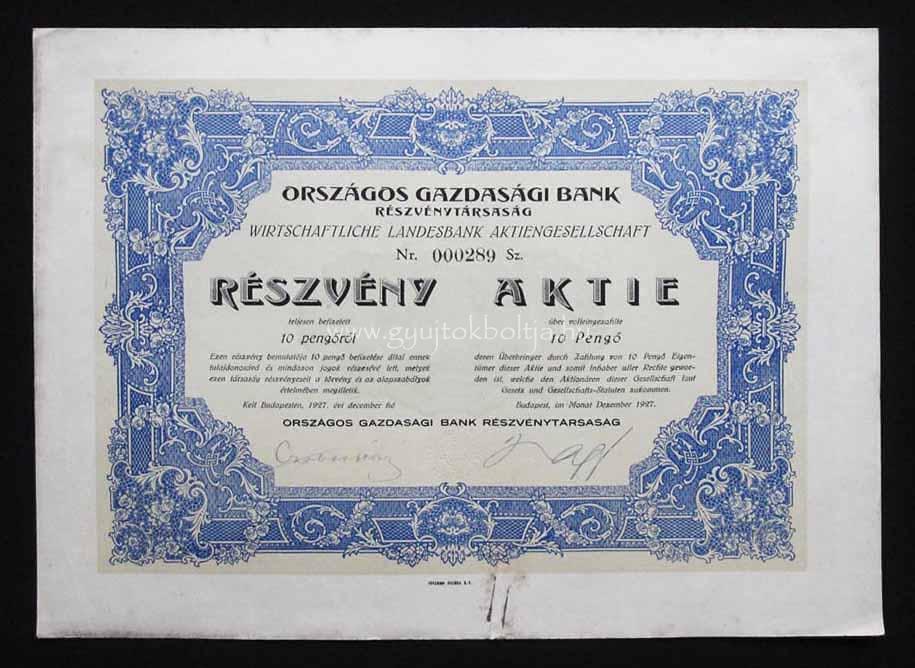 ORSZÁGOS GAZDASÁGI BANK
RÉSZVÉNYTÁRSASÁG
WIRTSCHAFTLICHE LANDESBANK AKTIENGESELLSCHAFT
Nr. 000289 Sz.
RÉSZVÉNY
teljesen befizetett
10 pengőről
Ezen részvény bemutatója 10 pengő befizetése által ennek
tulajdonosává és mindazon jogok részesévé lett, melyek
ezen társaság részvényeseit a törvény és az alapszabályok
értelmében megilletik.
Kelt Budapesten, 1927. évi december hó
AKTIE
über volleingezahlte
10 Pengő
deren Überbringer durch Zahlung von 10 Pengő Eigen-
tümer dieser Aktie und somit Inhaber aller Rechte gewor-
den ist, welche den Aktionären dieser Gesellschaft laut
Gesetz und Gesellschafts-Statuten zukommen.
Budapest, im Monat Dezember 1927.
ORSZÁGOS GAZDASÁGI BANK RÉSZVÉNYTÁRSASÁG
www.gyujtokboltja.hu